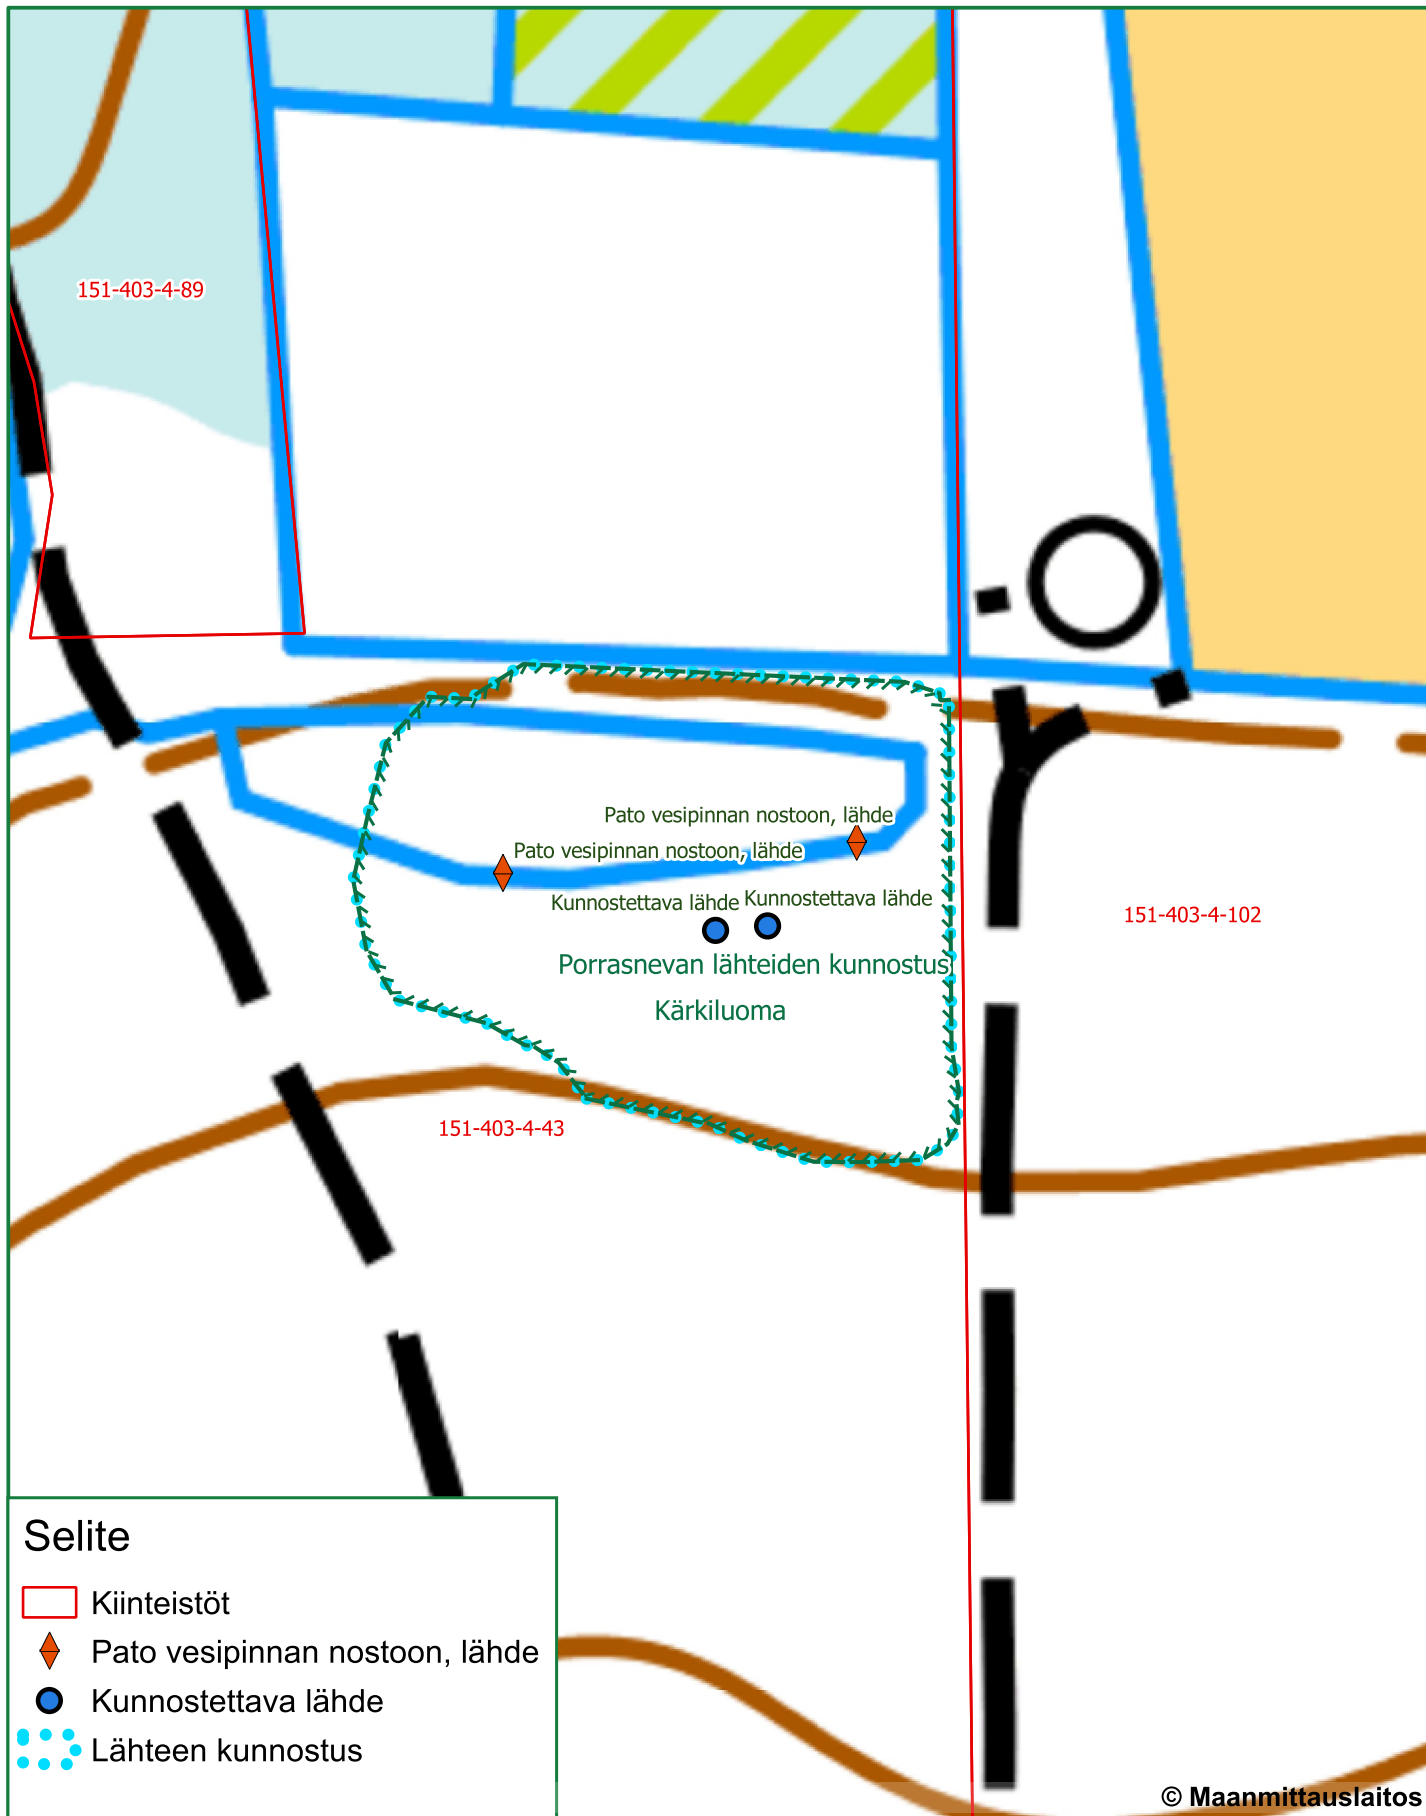 151-403-4-89
Pato vesipinnan nostoon, lähde
Pato vesipinnan nostoon, lähde
Kunnostettava lähde
Kunnostettava lähde
151-403-4-102
Porrasnevan lähteiden kunnostus
Kärkiluoma
151-403-4-43
Selite
Kiinteistöt
Pato vesipinnan nostoon, lähde
Kunnostettava lähde
Lähteen kunnostus
© Maanmittauslaitos